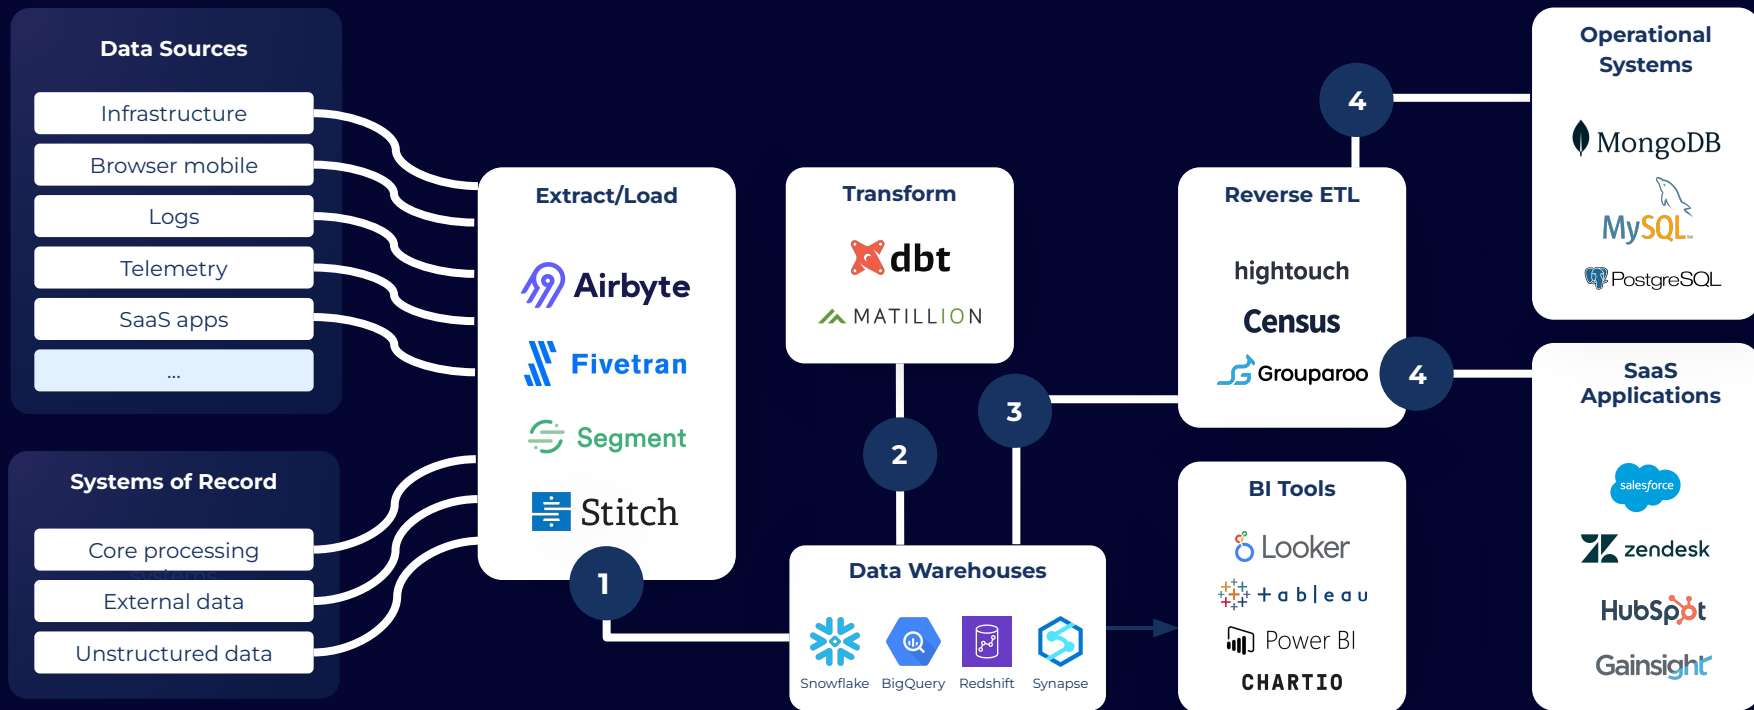 Data Sources
Infrastructure
Browser mobile
Logs
Telemetry
SaaS apps
...
Systems of Record
Core processing
systems
External data
Unstructured data
Extract/Load
Airbyte
Fivetran
Segment
Stitch
1
Transform
dbt
MATILLION
2
3
Data Warehouses
Snowflake
BigQuery
Redshift
Synapse
Reverse ETL
hightouch
Census
Grouparoo
4
4
BI Tools
Looker
+ableau
Power BI
CHARTIO
Operational
Systems
MongoDB
MySQL
PostgreSQL
SaaS
Applications
salesforce
zendesk
HubSpot
Gainsight